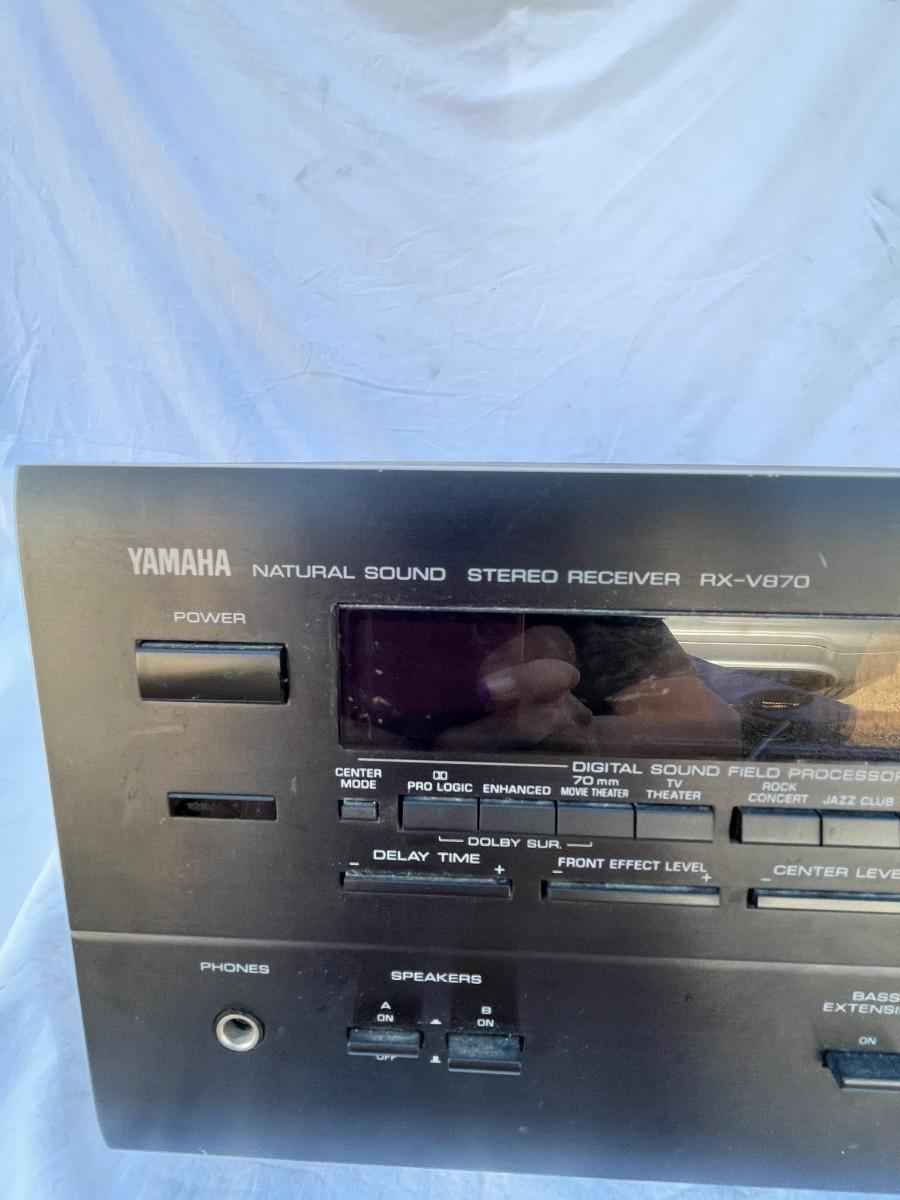 YAMAHA NATURAL SOUND STEREO RECEIVER RX-V870
POWER
DIGITAL SOUND FIELD PROCESSOR
CENTER MODE
PRO LOGIC
ENHANCED
70 mm MOVIE THEATER
TV THEATER
ROCK CONCERT
JAZZ CLUB
DOLBY SUR.
DELAY TIME
- +
FRONT EFFECT LEVEL
- +
CENTER LEVE
-
PHONES
SPEAKERS
A B
ON ON
OFF
BASS
EXTENSI
ON